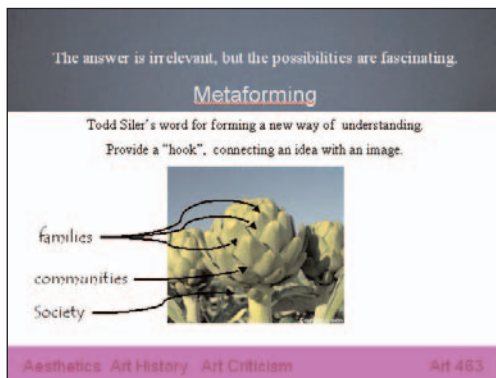 The answer is irrelevant, but the possibilities are fascinating.
Metaforming
Todd Siler's word for forming a new way of understanding.
Provide a "hook", connecting an idea with an image.
families
communities
Society
Aesthetics Art History Art Criticism
Art 463